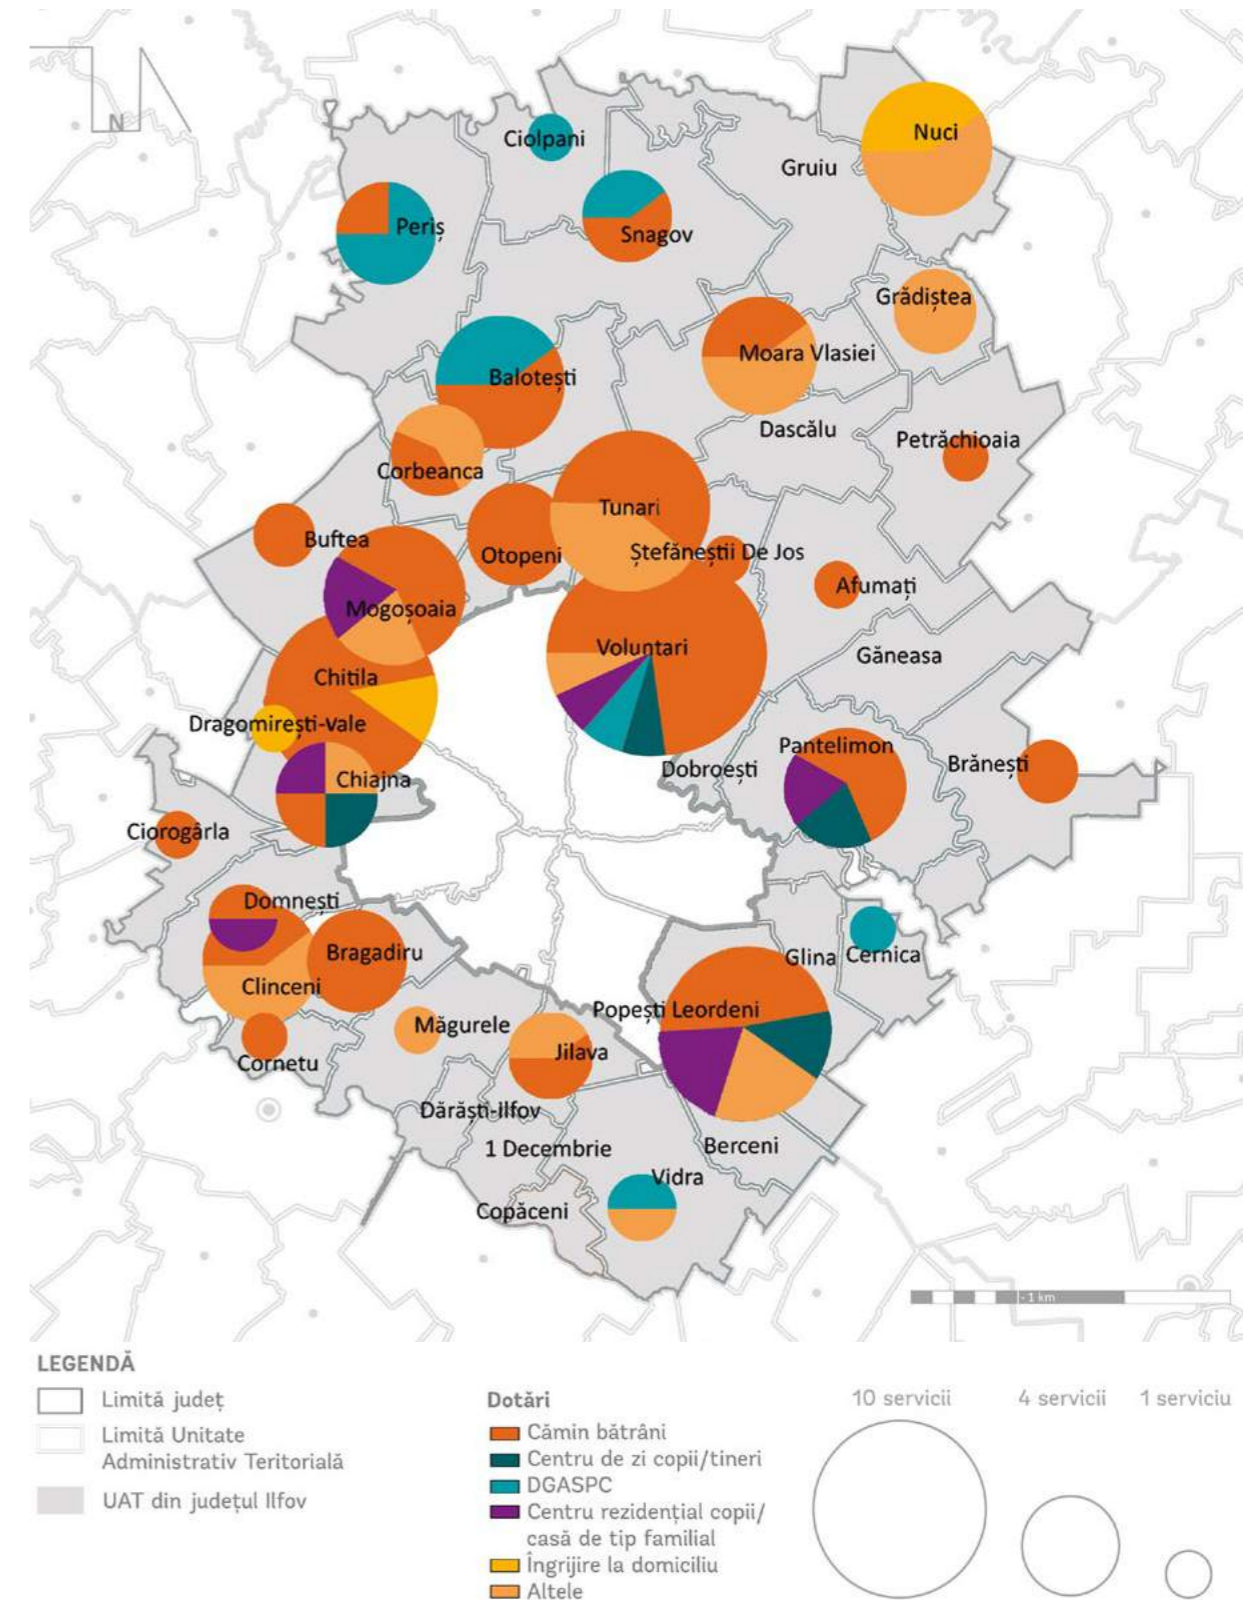 N
Ciolpani
Nuci
Gruiu
Periș
Snagov
Grădiștea
Moara Vlasiei
Balotești
Dascălu
Petrăchioaia
Corbeanca
Tunari
Buftea
Otopeni
Ștefăneștii De Jos
Afumați
Mogoșoaia
Voluntari
Găneasa
Chitila
Dragomirești-vale
Pantelimon
Brănești
Dobroești
Chiajna
Ciorogârla
Domnești
Bragadiru
Glina
Cernica
Clinceni
Popești Leordeni
Măgurele
Jilava
Cornetu
Dărăști-Ilfov
1 Decembrie
Berceni
Vidra
Copăceni
1 km
LEGENDĂ
Limită județ
Limită Unitate
Administrativ Teritorială
UAT din județul Ilfov
Dotări
Cămin bătrâni
Centru de zi copii/tineri
DGASPC
Centru rezidențial copii/
casă de tip familial
Îngrijire la domiciliu
Altele
10 servicii
4 servicii
1 serviciu